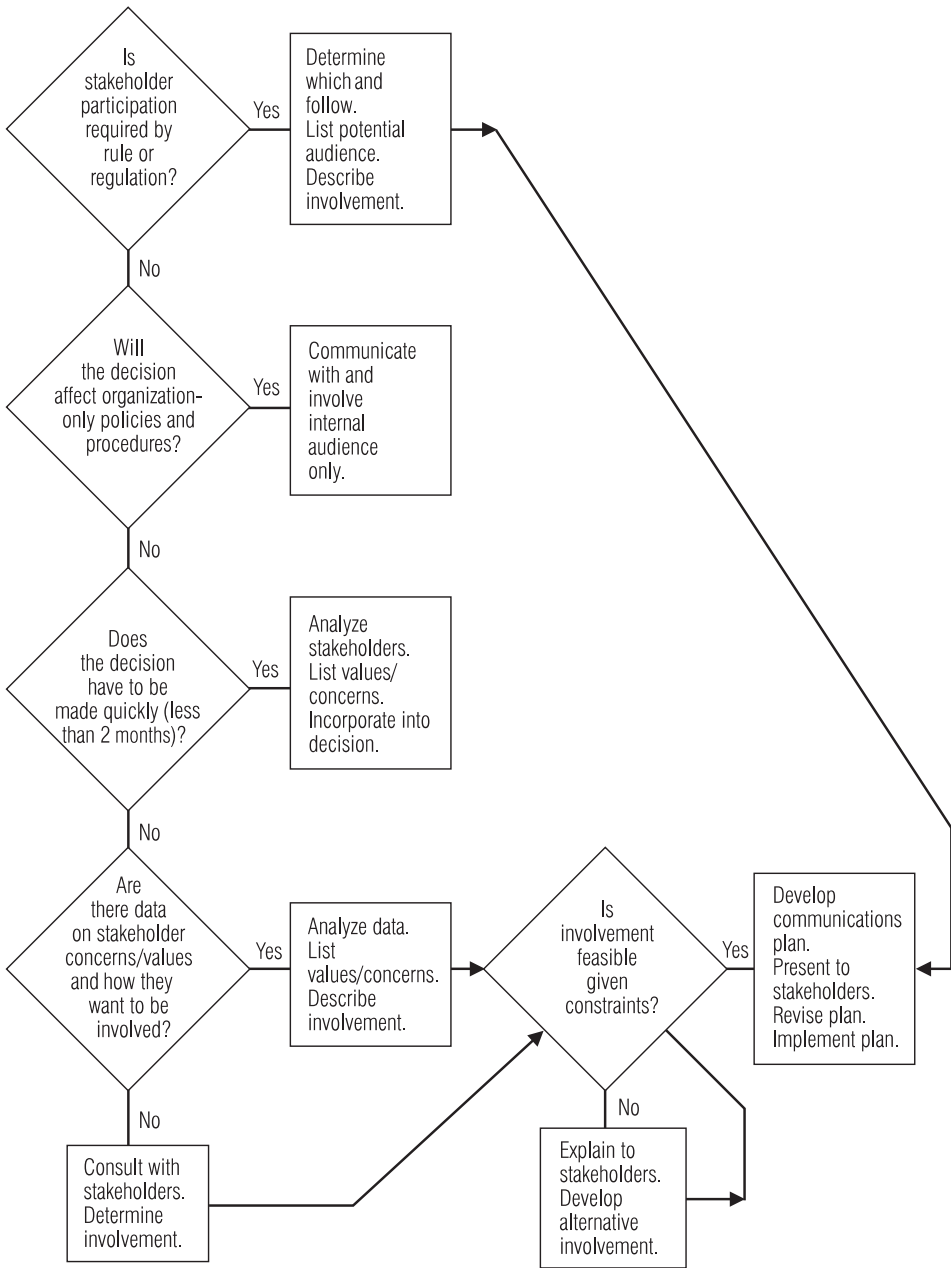 Is
stakeholder
participation
required by
rule or
regulation?
Yes
Determine
which and
follow.
List potential
audience.
Describe
involvement.
No
Will
the decision
affect organization-
only policies and
procedures?
Yes
Communicate
with and
involve
internal
audience
only.
No
Does
the decision
have to be
made quickly (less
than 2 months)?
Yes
Analyze
stakeholders.
List values/
concerns.
Incorporate into
decision.
No
Are
there data
on stakeholder
concerns/values
and how they
want to be
involved?
Yes
Analyze data.
List
values/concerns.
Describe
involvement.
Is
involvement
feasible
given
constraints?
Yes
Develop
communications
plan.
Present to
stakeholders.
Revise plan.
Implement plan.
No
Consult with
stakeholders.
Determine
involvement.
No
Explain to
stakeholders.
Develop
alternative
involvement.